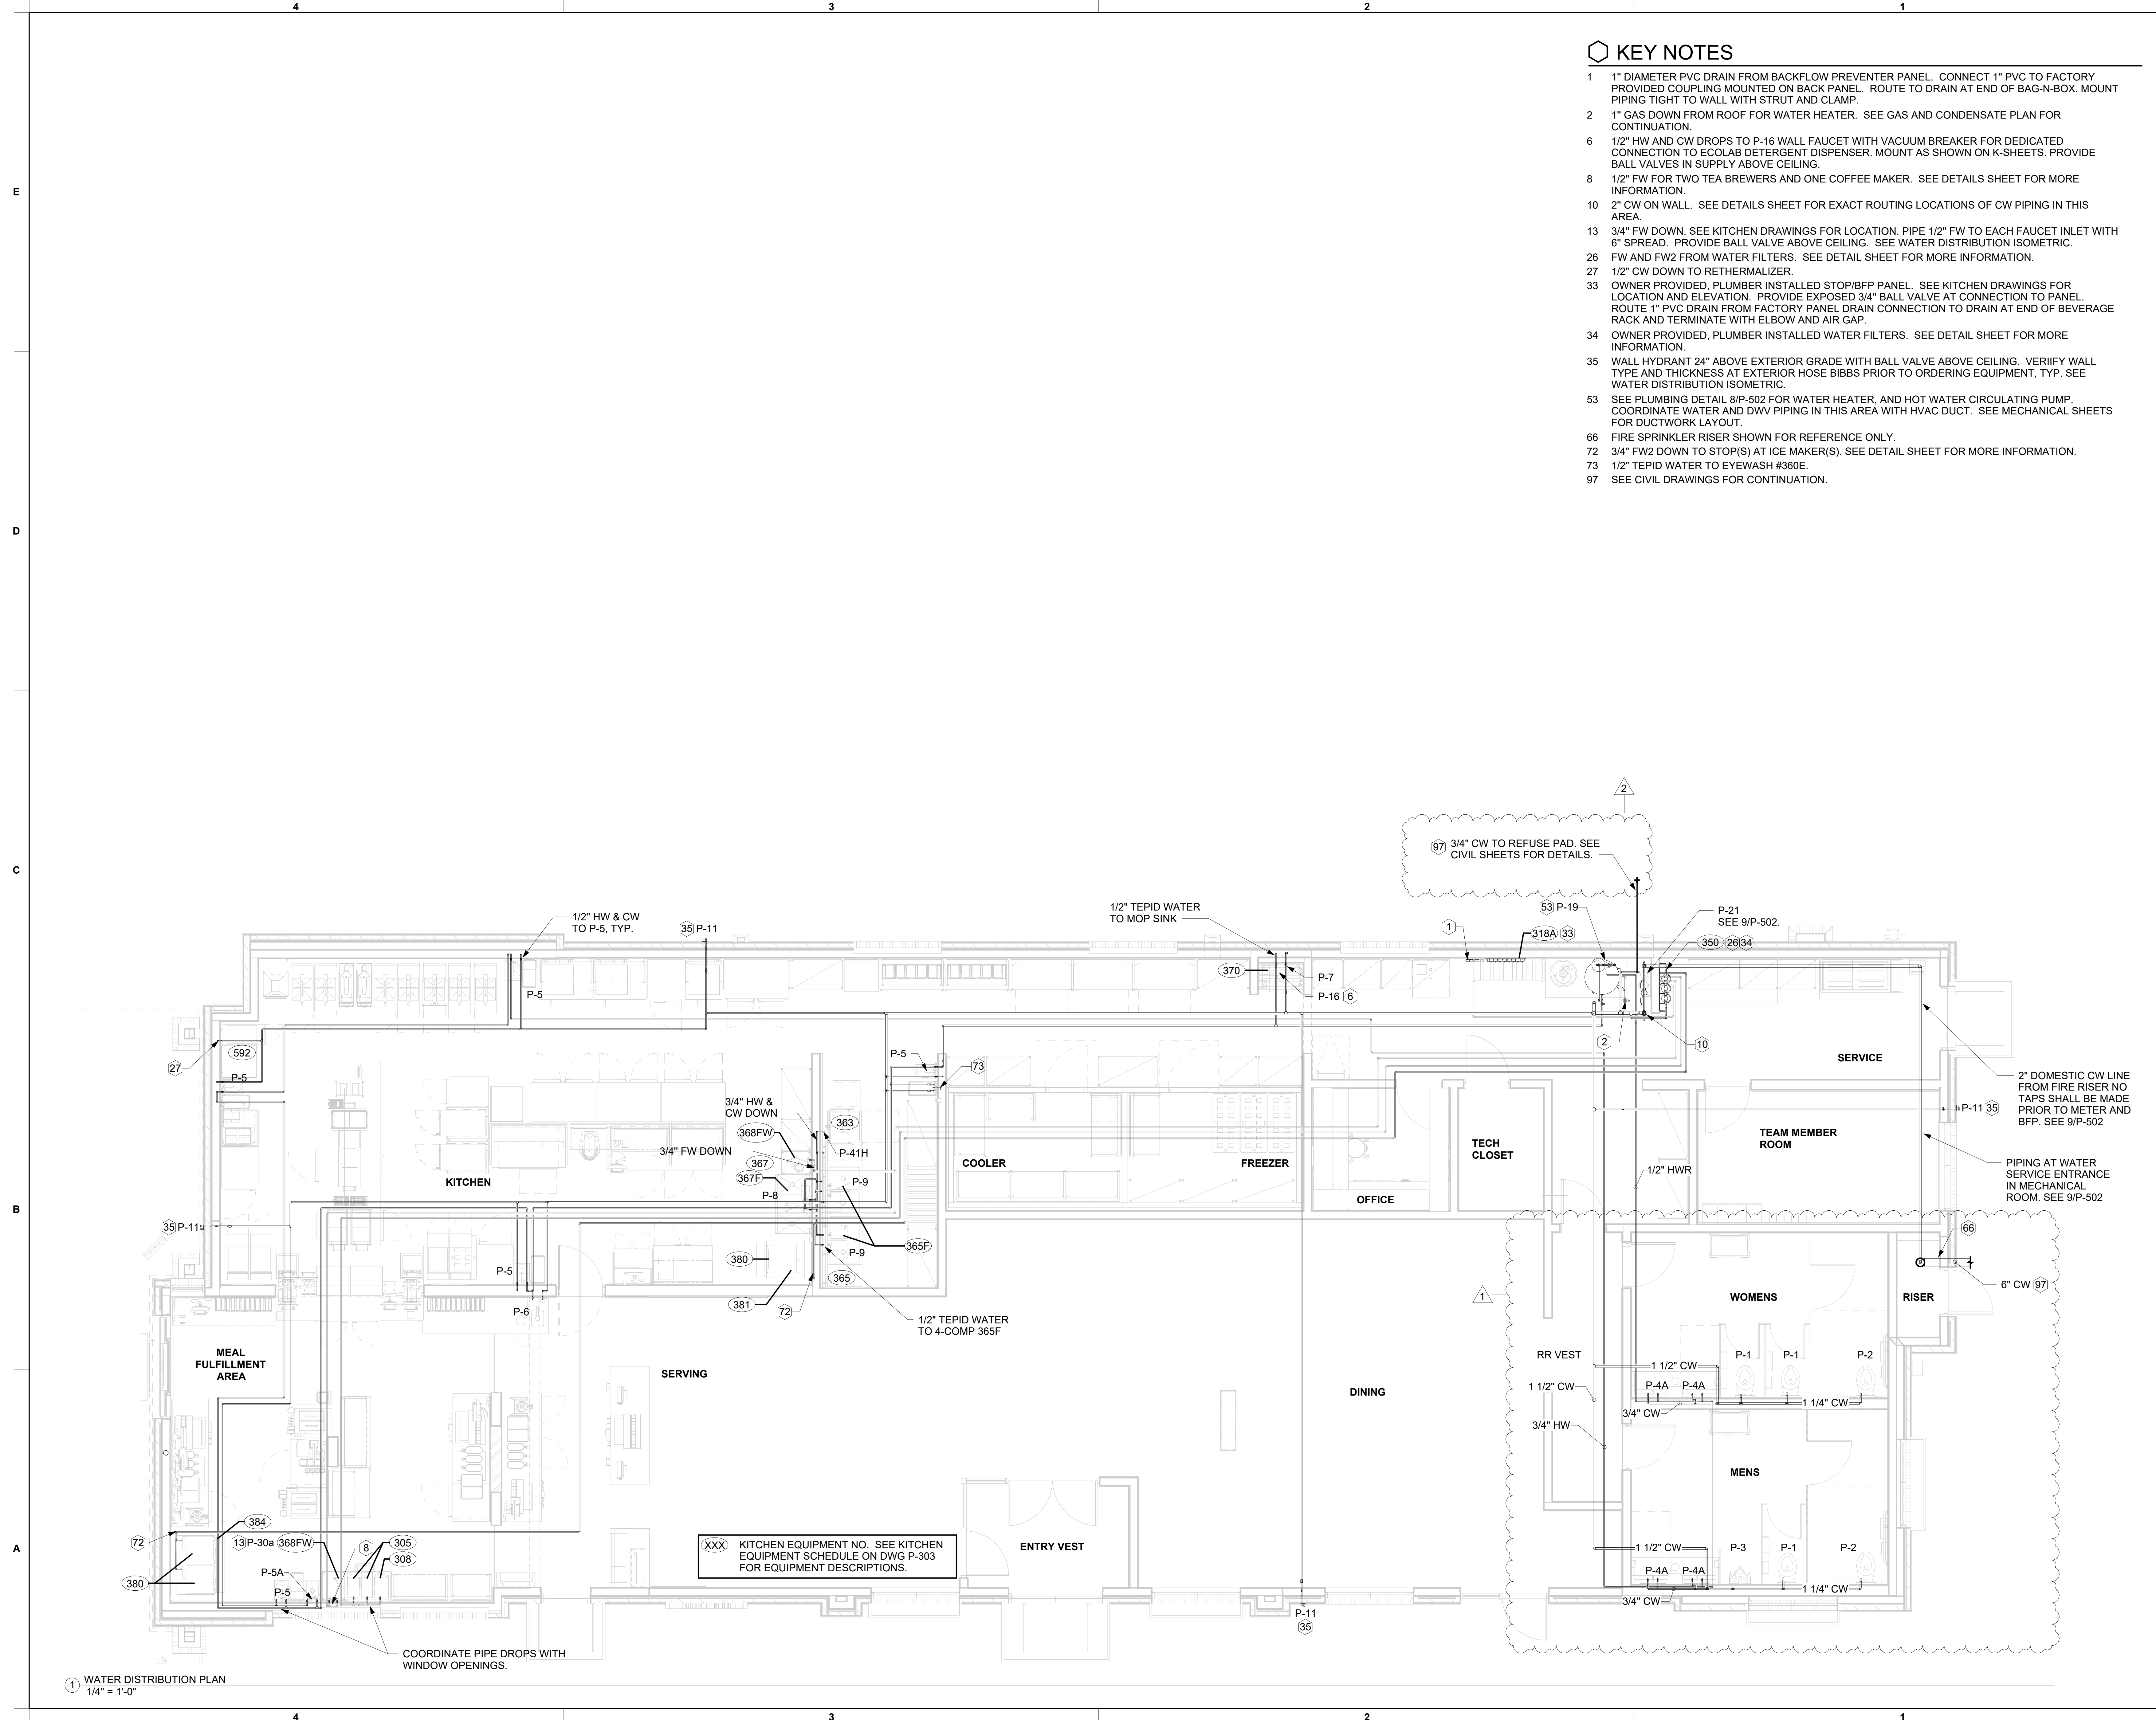 4 3 2 1
KEY NOTES
1 1" DIAMETER PVC DRAIN FROM BACKFLOW PREVENTER PANEL. CONNECT 1" PVC TO FACTORY
PROVIDED COUPLING MOUNTED ON BACK PANEL. ROUTE TO DRAIN AT END OF BAG-N-BOX. MOUNT
PIPING TIGHT TO WALL WITH STRUT AND CLAMP.
2 1" GAS DOWN FROM ROOF FOR WATER HEATER. SEE GAS AND CONDENSATE PLAN FOR
CONTINUATION.
6 1/2" HW AND CW DROPS TO P-16 WALL FAUCET WITH VACUUM BREAKER FOR DEDICATED
CONNECTION TO ECOLAB DETERGENT DISPENSER. MOUNT AS SHOWN ON K-SHEETS. PROVIDE
BALL VALVES IN SUPPLY ABOVE CEILING.
8 1/2" FW FOR TWO TEA BREWERS AND ONE COFFEE MAKER. SEE DETAILS SHEET FOR MORE
INFORMATION.
10 2" CW ON WALL. SEE DETAILS SHEET FOR EXACT ROUTING LOCATIONS OF CW PIPING IN THIS
AREA.
13 3/4" FW DOWN. SEE KITCHEN DRAWINGS FOR LOCATION. PIPE 1/2" FW TO EACH FAUCET INLET WITH
6" SPREAD. PROVIDE BALL VALVE ABOVE CEILING. SEE WATER DISTRIBUTION ISOMETRIC.
26 FW AND FW2 FROM WATER FILTERS. SEE DETAIL SHEET FOR MORE INFORMATION.
27 1/2" CW DOWN TO RETHERMALIZER.
33 OWNER PROVIDED, PLUMBER INSTALLED STOP/BFP PANEL. SEE KITCHEN DRAWINGS FOR
LOCATION AND ELEVATION. PROVIDE EXPOSED 3/4" BALL VALVE AT CONNECTION TO PANEL.
ROUTE 1" PVC DRAIN FROM FACTORY PANEL DRAIN CONNECTION TO DRAIN AT END OF BEVERAGE
RACK AND TERMINATE WITH ELBOW AND AIR GAP.
34 OWNER PROVIDED, PLUMBER INSTALLED WATER FILTERS. SEE DETAIL SHEET FOR MORE
INFORMATION.
35 WALL HYDRANT 24" ABOVE EXTERIOR GRADE WITH BALL VALVE ABOVE CEILING. VERIIFY WALL
TYPE AND THICKNESS AT EXTERIOR HOSE BIBBS PRIOR TO ORDERING EQUIPMENT, TYP. SEE
WATER DISTRIBUTION ISOMETRIC.
53 SEE PLUMBING DETAIL 8/P-502 FOR WATER HEATER, AND HOT WATER CIRCULATING PUMP.
COORDINATE WATER AND DWV PIPING IN THIS AREA WITH HVAC DUCT. SEE MECHANICAL SHEETS
FOR DUCTWORK LAYOUT.
66 FIRE SPRINKLER RISER SHOWN FOR REFERENCE ONLY.
72 3/4" FW2 DOWN TO STOP(S) AT ICE MAKER(S). SEE DETAIL SHEET FOR MORE INFORMATION.
73 1/2" TEPID WATER TO EYEWASH #360E.
97 SEE CIVIL DRAWINGS FOR CONTINUATION.
E
D
C
B
A
2
97 3/4" CW TO REFUSE PAD. SEE
CIVIL SHEETS FOR DETAILS.
1/2" HW & CW
TO P-5, TYP.
35 P-11
1/2" TEPID WATER
TO MOP SINK
1
318A 33
53 P-19
P-21
SEE 9/P-502.
350 26 34
370
P-7
P-16 6
P-5
2
10
27
592
P-5
P-5
73
SERVICE
2" DOMESTIC CW LINE
FROM FIRE RISER NO
TAPS SHALL BE MADE
PRIOR TO METER AND
BFP. SEE 9/P-502
P-11 35
3/4" HW &
CW DOWN
363
368FW
3/4" FW DOWN
P-41H
367
367F
P-8
P-9
KITCHEN
COOLER
FREEZER
OFFICE
TECH
CLOSET
TEAM MEMBER
ROOM
1/2" HWR
PIPING AT WATER
SERVICE ENTRANCE
IN MECHANICAL
ROOM. SEE 9/P-502
35 P-11
66
380
P-9
365F
P-5
365
381
72
P-6
6" CW 97
1
WOMENS
RISER
1/2" TEPID WATER
TO 4-COMP 365F
MEAL
FULFILLMENT
AREA
SERVING
DINING
RR VEST
1 1/2" CW
P-1
P-1
P-2
1 1/2" CW
P-4A
P-4A
3/4" CW
1 1/4" CW
3/4" HW
MENS
384
72
13 P-30a 368FW
8
305
308
380
P-5A
P-5
XXX KITCHEN EQUIPMENT NO. SEE KITCHEN
EQUIPMENT SCHEDULE ON DWG P-303
FOR EQUIPMENT DESCRIPTIONS.
ENTRY VEST
1 1/2" CW
P-3
P-1
P-2
P-4A
P-4A
3/4" CW
1 1/4" CW
P-11
35
COORDINATE PIPE DROPS WITH
WINDOW OPENINGS.
1 WATER DISTRIBUTION PLAN
1/4" = 1'-0"
4 3 2 1